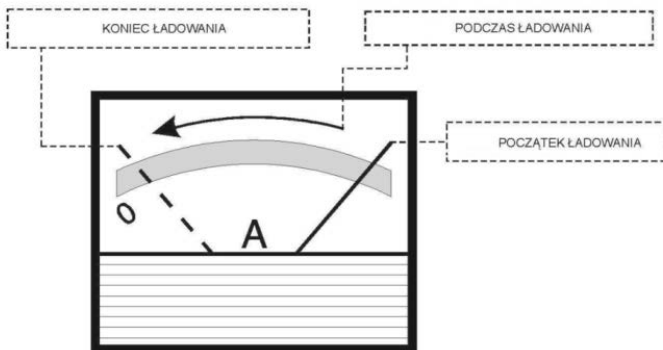 KONIEC ŁADOWANIA
PODCZAS ŁADOWANIA
POCZĄTEK ŁADOWANIA
0
A